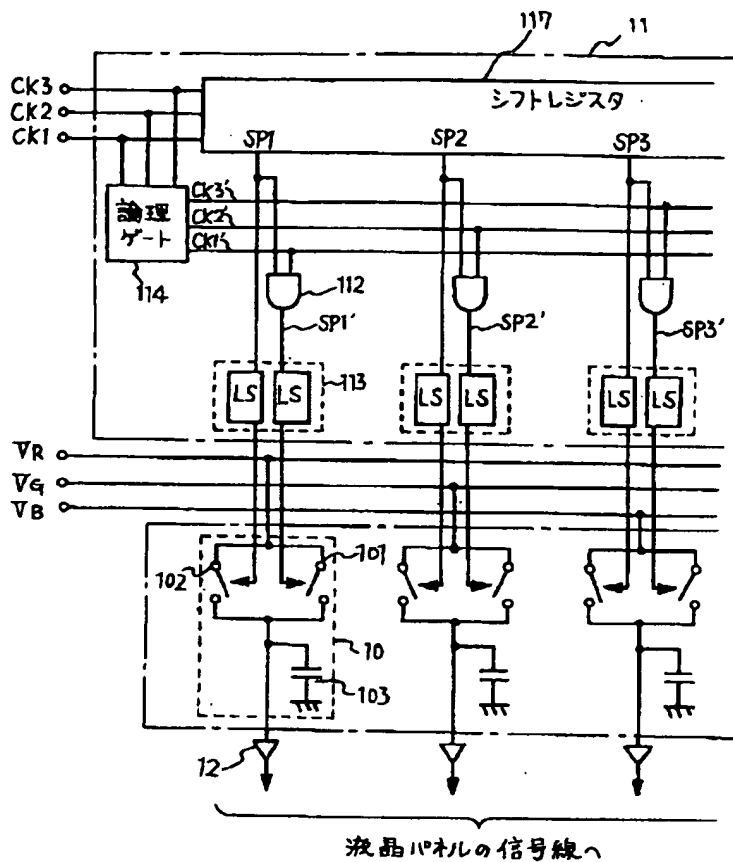 117
11
CK3
シフトレジスタ
CK2
CK1
SP1 SP2 SP3
論理
ゲート
CK3'
CK2'
CK1'
114
112
SP1' SP2' SP3'
LS LS 113 LS LS LS LS
VR
VG
VB
102 101
10
103
12
液晶パネルの信号線へ